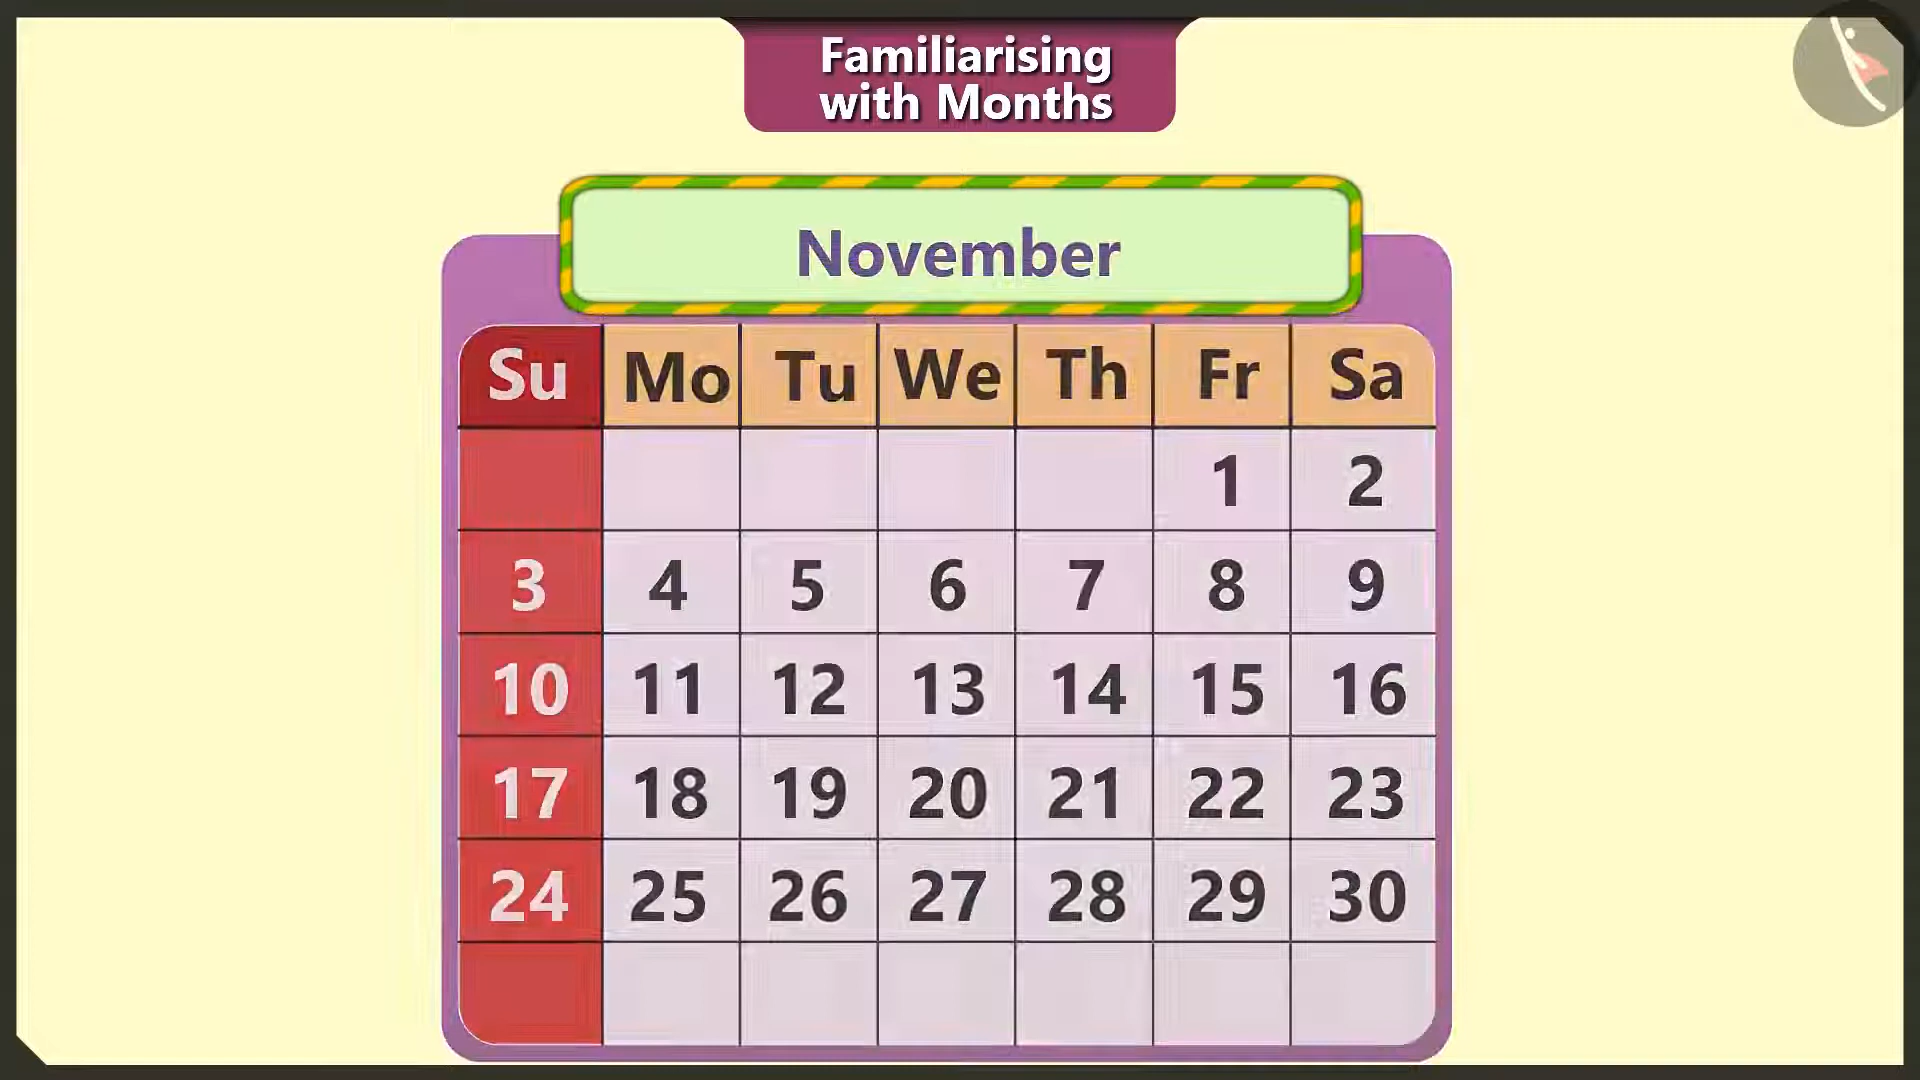 Familiarising
with Months
November
Su Mo Tu We Th Fr Sa
1 2
3 4 5 6 7 8 9
10 11 12 13 14 15 16
17 18 19 20 21 22 23
24 25 26 27 28 29 30